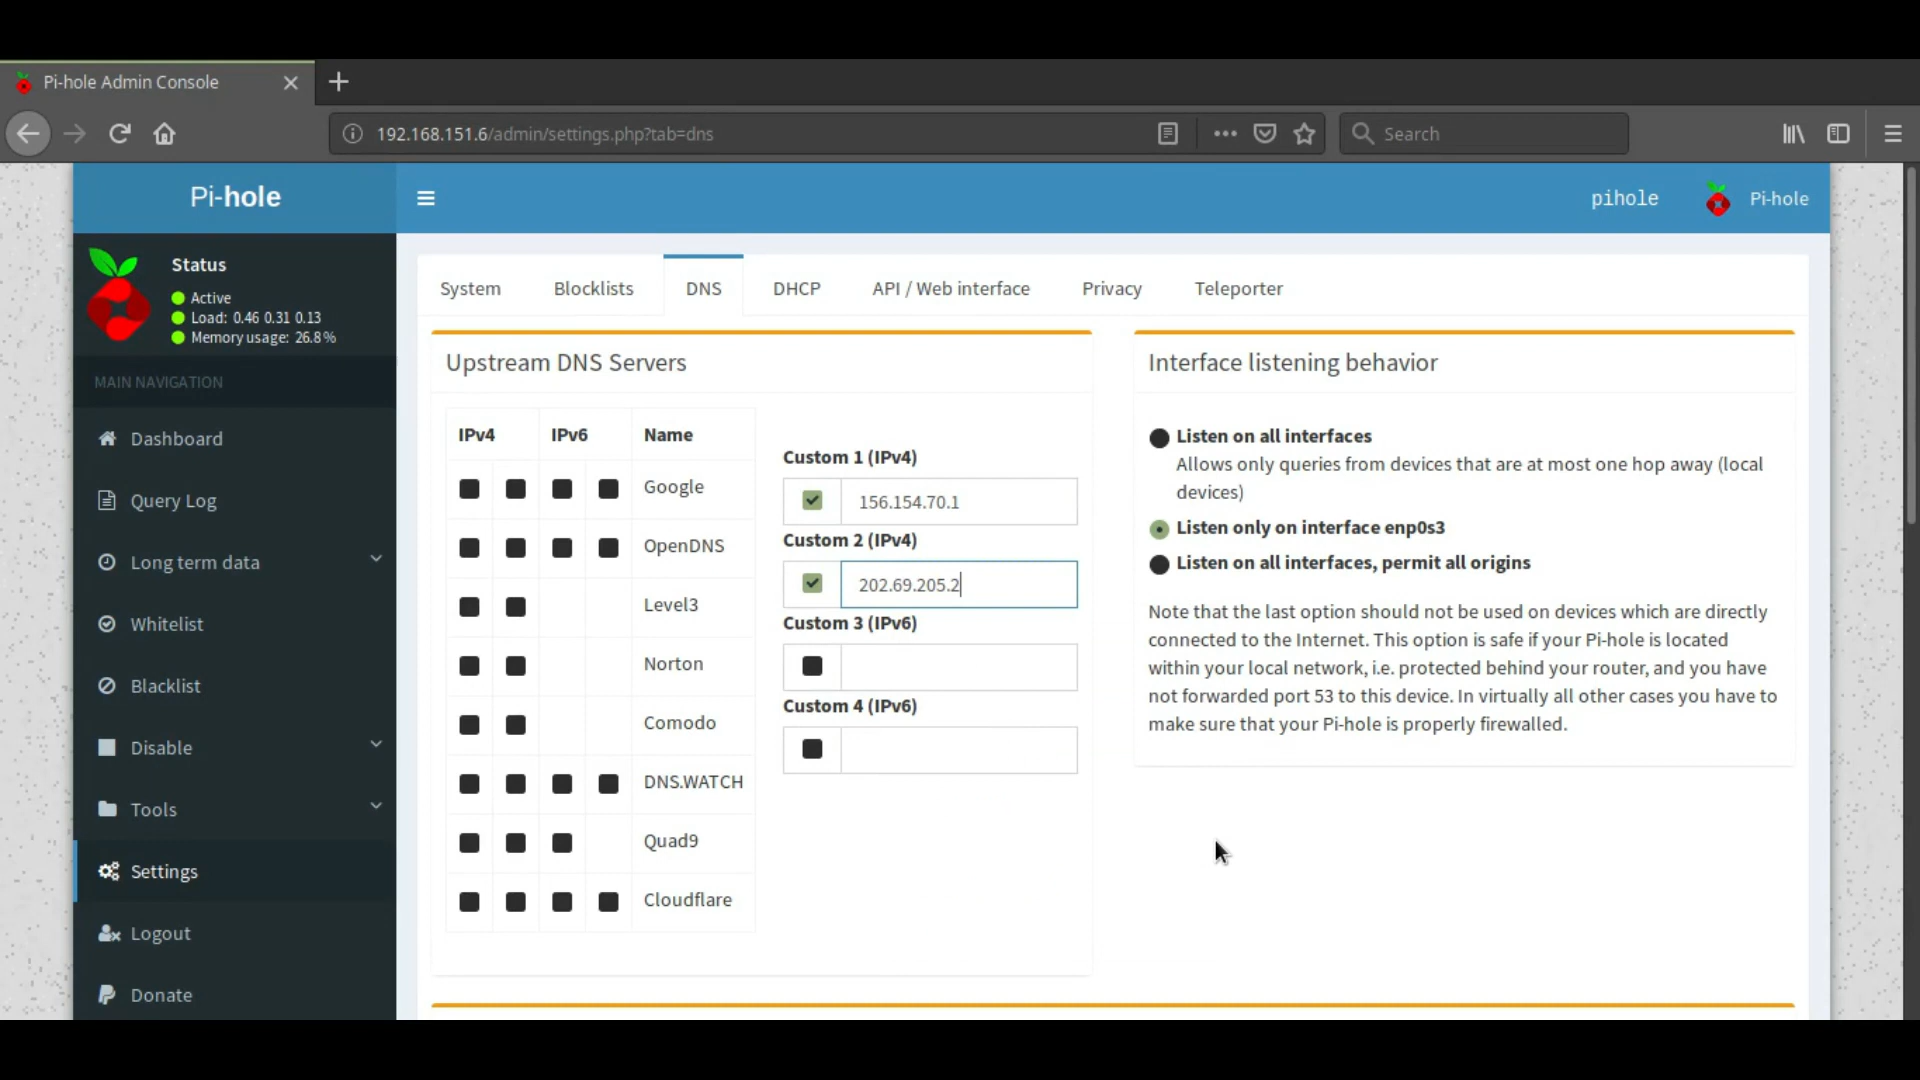 Pi-hole Admin Console
192.168.151.6/admin/settings.php?tab=dns
Search
Pi-hole
pihole
Pi-hole
Status
Active
Load: 0.46 0.31 0.13
Memory usage: 26.8%
MAIN NAVIGATION
Dashboard
Query Log
Long term data
Whitelist
Blacklist
Disable
Tools
Settings
Logout
Donate
System Blocklists DNS DHCP API / Web interface Privacy Teleporter
Upstream DNS Servers
IPv4 IPv6 Name
Google
OpenDNS
Level3
Norton
Comodo
DNS.WATCH
Quad9
Cloudflare
Custom 1 (IPv4)
156.154.70.1
Custom 2 (IPv4)
202.69.205.2
Custom 3 (IPv6)
Custom 4 (IPv6)
Interface listening behavior
Listen on all interfaces
Allows only queries from devices that are at most one hop away (local
devices)
Listen only on interface enp0s3
Listen on all interfaces, permit all origins
Note that the last option should not be used on devices which are directly
connected to the Internet. This option is safe if your Pi-hole is located
within your local network, i.e. protected behind your router, and you have
not forwarded port 53 to this device. In virtually all other cases you have to
make sure that your Pi-hole is properly firewalled.